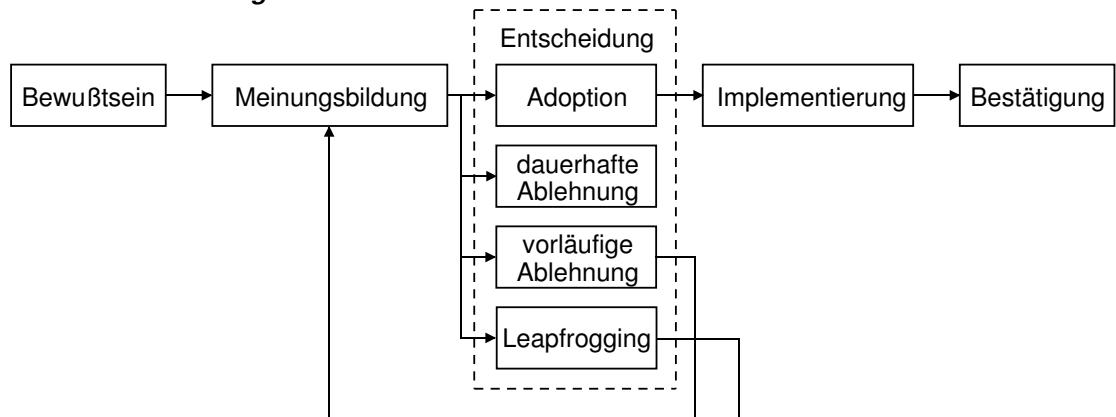 Entscheidung
Bewußtsein
Meinungsbildung
Adoption
Implementierung
Bestätigung
dauerhafte
Ablehnung
vorläufige
Ablehnung
Leapfrogging